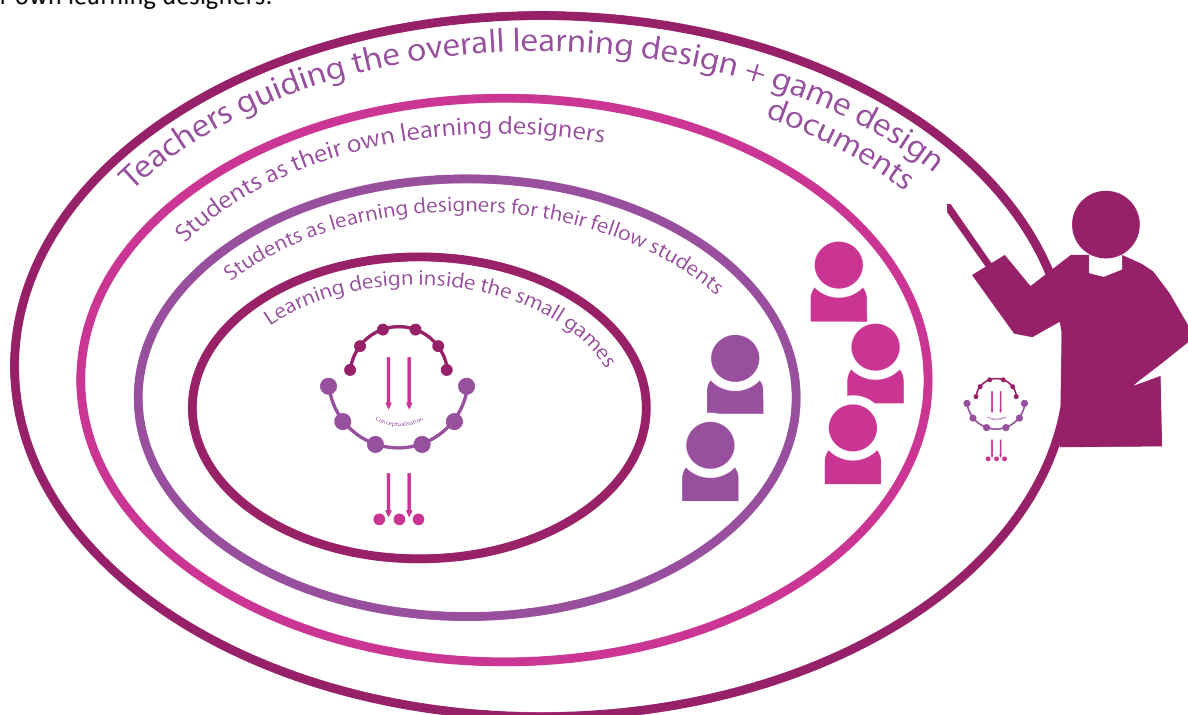 r own learning designers.
Teachers guiding the overall learning design + game design
documents
Students as their own learning designers
Students as learning designers for their fellow students
Learning design inside the small games
Conceptualisation